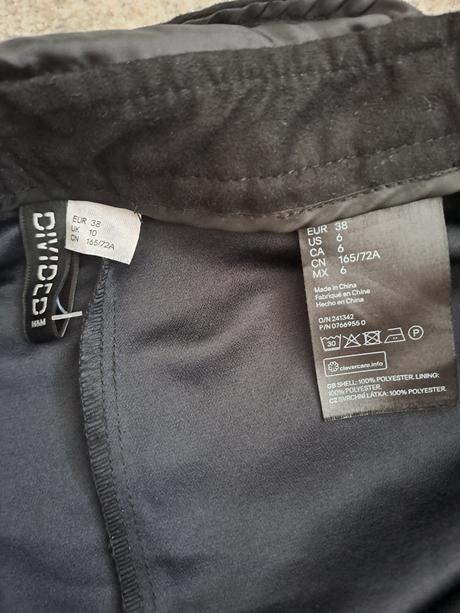 DIVIDED
H&M
EUR 38
UK 10
CN 165/72A
EUR 38
US 6
CA 6
CN 165/72A
MX 6
Made in China
Fabriqué en Chine
Hecho en China
O/N 241342
P/N 0766955 0
30
P
clevercare.info
GB SHELL: 100% POLYESTER. LINING:
100% POLYESTER.
CZ SVRCHNÍ LÁTKA: 100% POLYESTER.